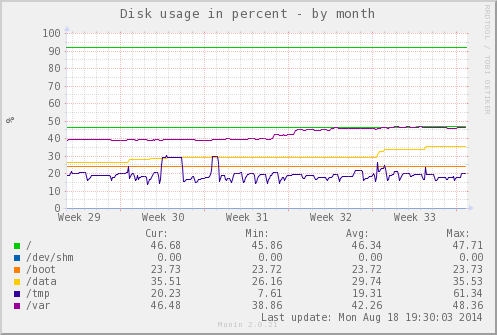 Disk usage in percent - by month
RRDTOOL / TOBI OETIKER
%
100
90
80
70
60
50
40
30
20
10
0
Week 29 Week 30 Week 31 Week 32 Week 33
Cur: Min: Avg: Max:
/ 46.68 45.86 46.34 47.71
/dev/shm 0.00 0.00 0.00 0.00
/boot 23.73 23.72 23.72 23.73
/data 35.51 26.16 29.74 35.53
/tmp 20.23 7.61 19.31 61.34
/var 46.48 38.86 42.26 48.36
Last update: Mon Aug 18 19:30:03 2014
Munin 2.0.21